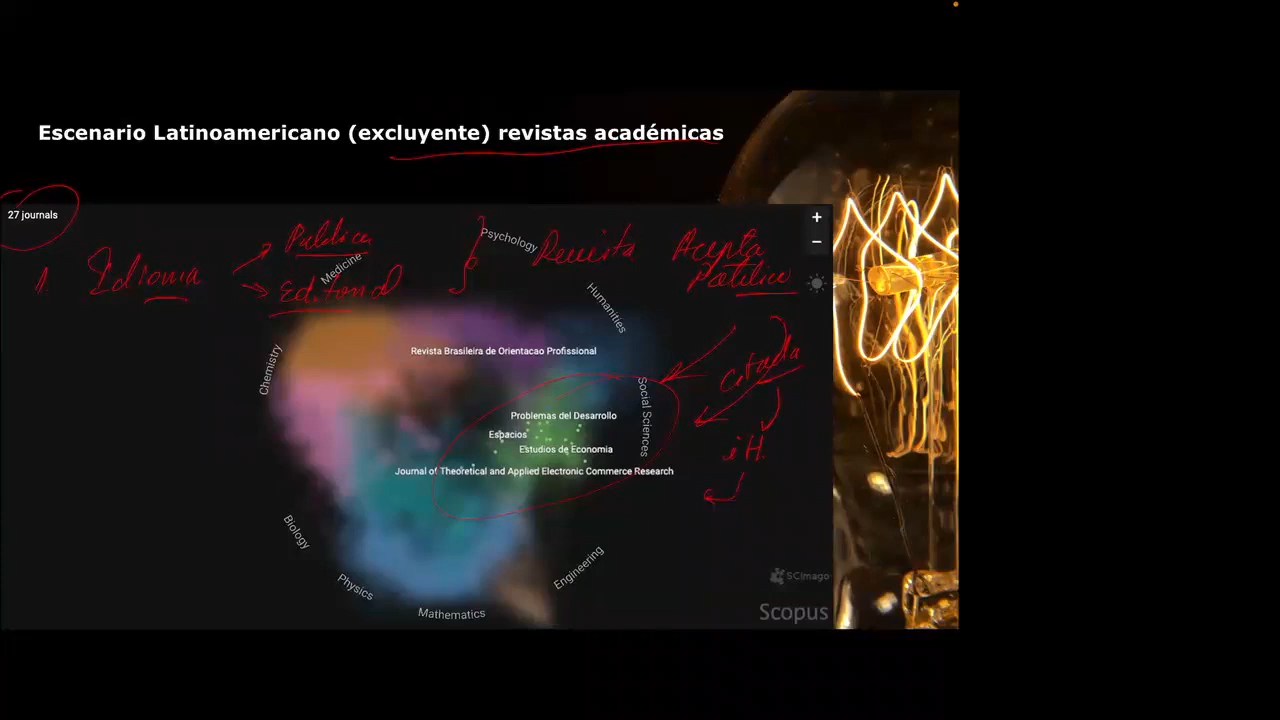 Escenario Latinoamericano (excluyente) revistas académicas
27 journals
+
−
1 Idioma
Publica
Editorial
Psychology
Revista Acepta
Publica
Medicine
Humanities
Chemistry
Revista Brasileira de Orientacao Profissional
Citada
Social Sciences
Problemas del Desarrollo
Espacios
Estudios de Economia
iH.
Journal of Theoretical and Applied Electronic Commerce Research
Biology
Physics
Mathematics
Engineering
SCImago
Scopus